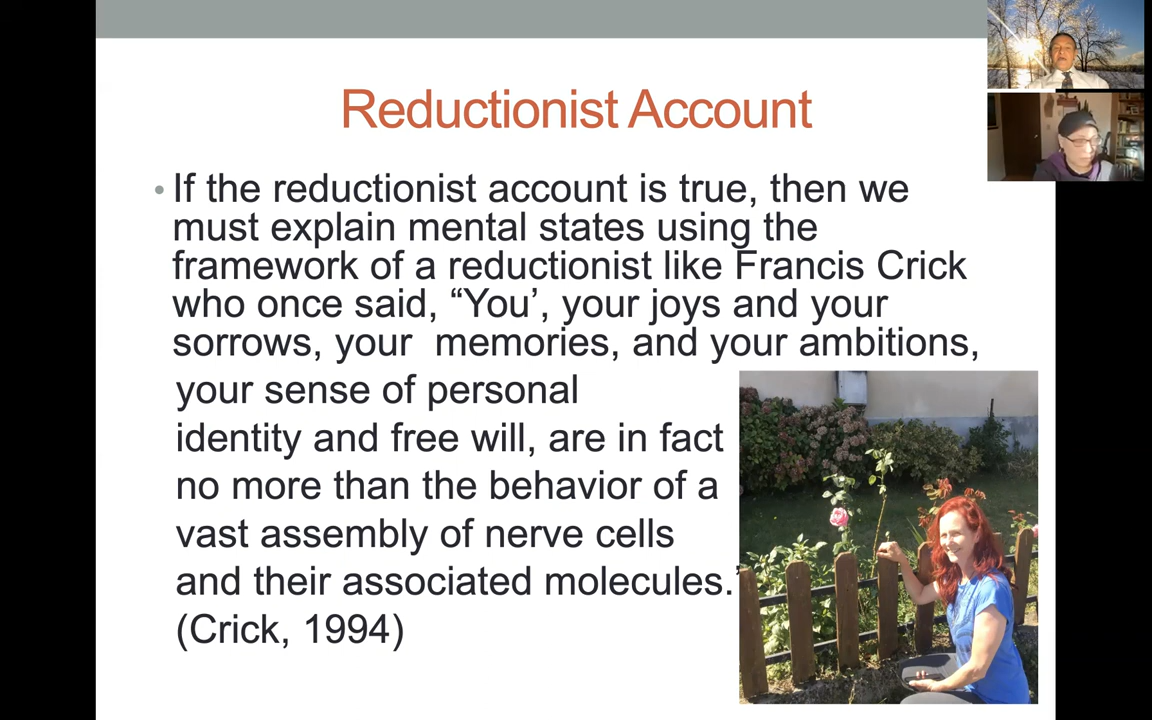 Reductionist Account
• If the reductionist account is true, then we
must explain mental states using the
framework of a reductionist like Francis Crick
who once said, “You’, your joys and your
sorrows, your  memories, and your ambitions,
your sense of personal
identity and free will, are in fact
no more than the behavior of a
vast assembly of nerve cells
and their associated molecules.’
(Crick, 1994)